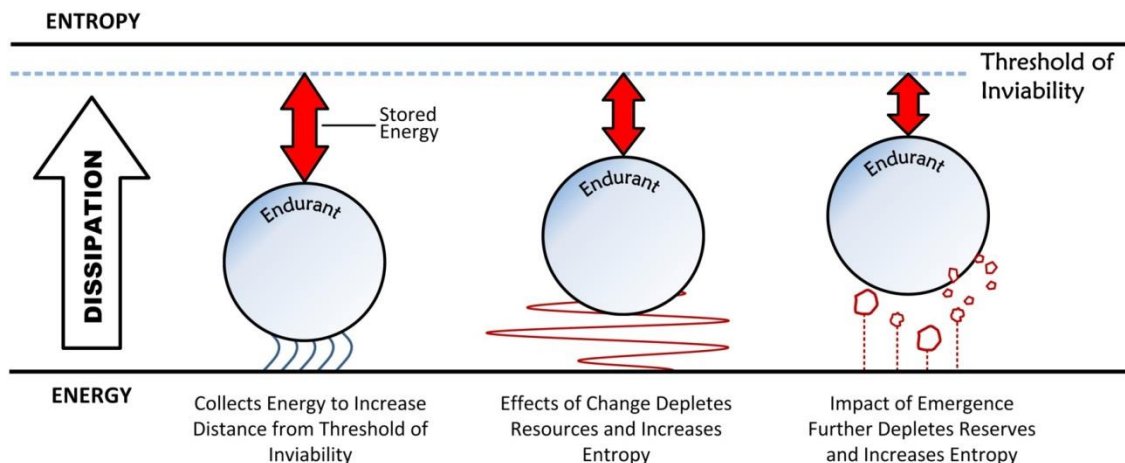 ENTROPY
Threshold of
Inviability
Stored
Energy
DISSIPATION
Endurant
Endurant
Endurant
ENERGY
Collects Energy to Increase
Distance from Threshold of
Inviability
Effects of Change Depletes
Resources and Increases
Entropy
Impact of Emergence
Further Depletes Reserves
and Increases Entropy